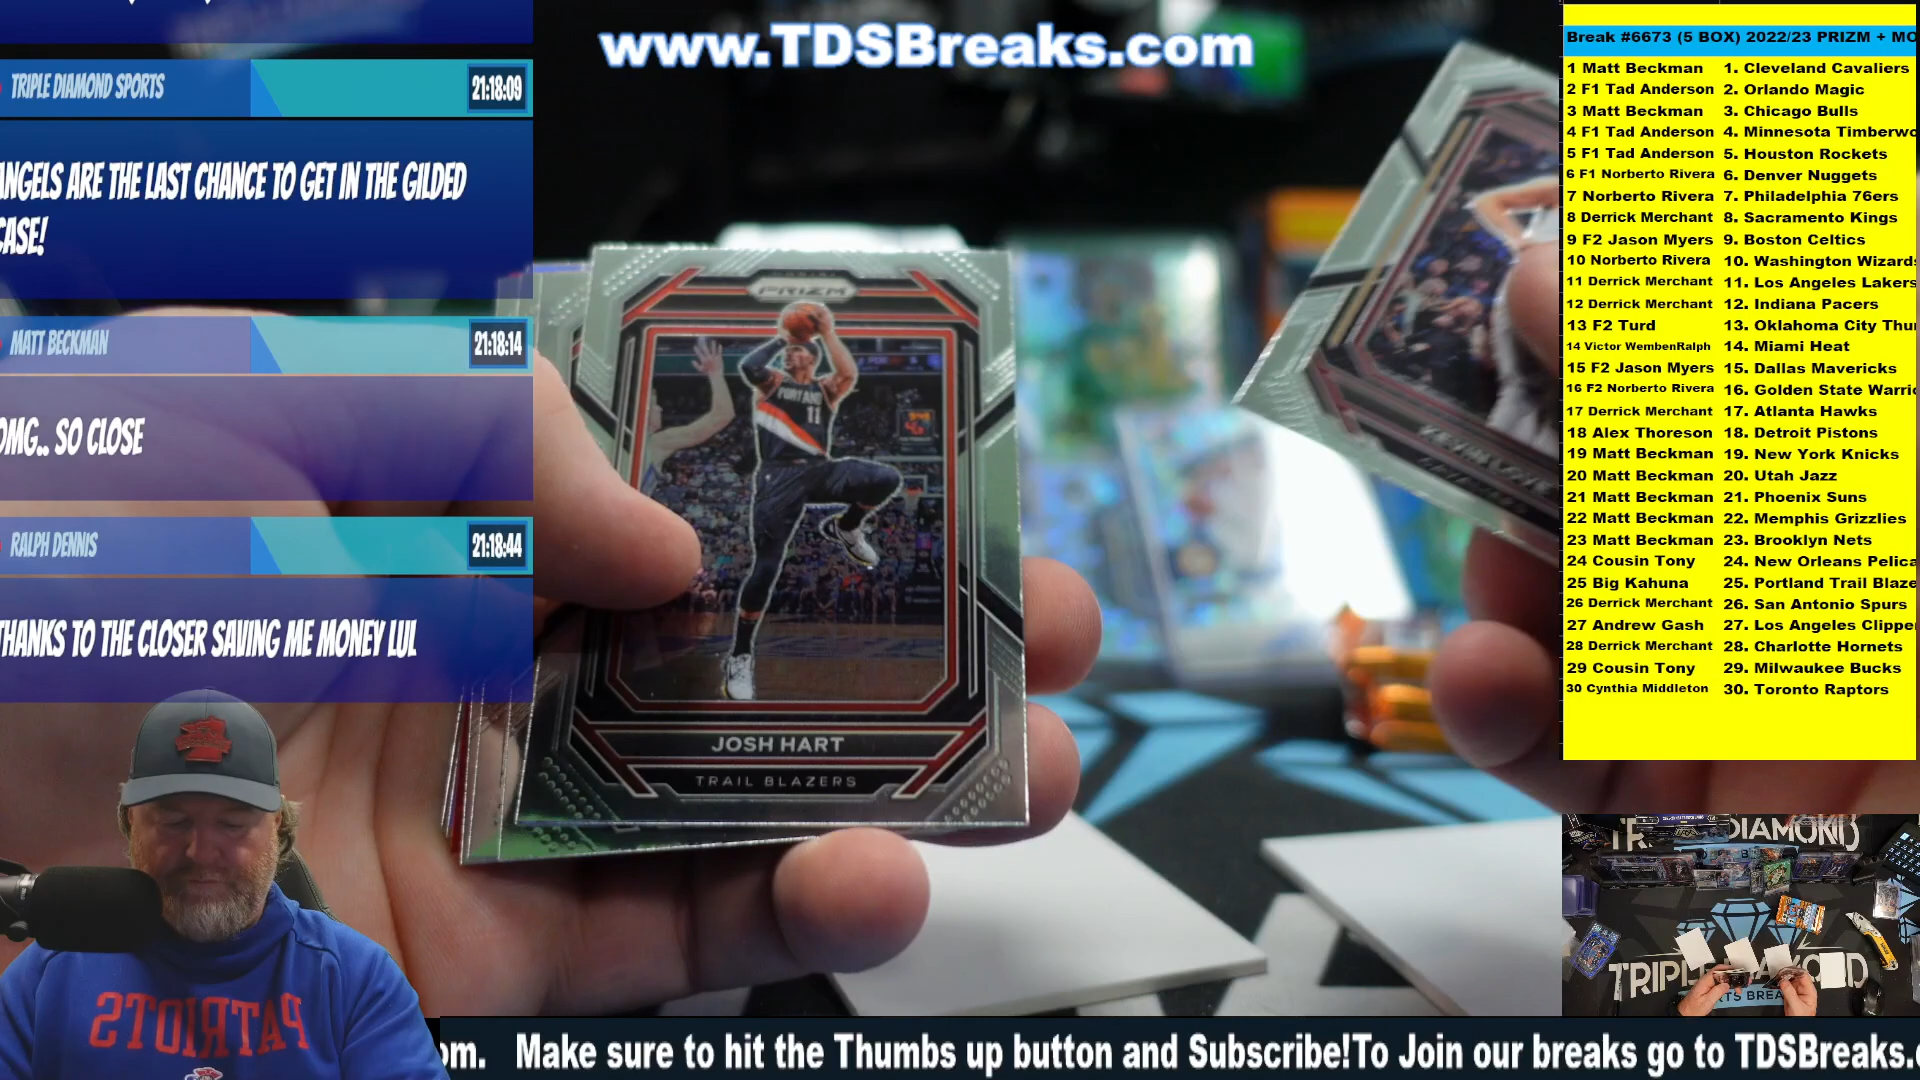 www.TDSBreaks.com
TRIPLE DIAMOND SPORTS
21:18:09
ANGELS ARE THE LAST CHANCE TO GET IN THE GILDED
CASE!
MATT BECKMAN
21:18:14
OMG.. SO CLOSE
RALPH DENNIS
21:18:44
THANKS TO THE CLOSER SAVING ME MONEY LUL
PRIZM
PORTLAND
11
JOSH HART
TRAIL BLAZERS
KEVIN LOVE
PATRIOTS
Break #6673 (5 BOX) 2022/23 PRIZM + MO
1 Matt Beckman 1. Cleveland Cavaliers
2 F1 Tad Anderson 2. Orlando Magic
3 Matt Beckman 3. Chicago Bulls
4 F1 Tad Anderson 4. Minnesota Timberwo
5 F1 Tad Anderson 5. Houston Rockets
6 F1 Norberto Rivera 6. Denver Nuggets
7 Norberto Rivera 7. Philadelphia 76ers
8 Derrick Merchant 8. Sacramento Kings
9 F2 Jason Myers 9. Boston Celtics
10 Norberto Rivera 10. Washington Wizards
11 Derrick Merchant 11. Los Angeles Lakers
12 Derrick Merchant 12. Indiana Pacers
13 F2 Turd 13. Oklahoma City Thu
14 Victor WembenRalph 14. Miami Heat
15 F2 Jason Myers 15. Dallas Mavericks
16 F2 Norberto Rivera 16. Golden State Warric
17 Derrick Merchant 17. Atlanta Hawks
18 Alex Thoreson 18. Detroit Pistons
19 Matt Beckman 19. New York Knicks
20 Matt Beckman 20. Utah Jazz
21 Matt Beckman 21. Phoenix Suns
22 Matt Beckman 22. Memphis Grizzlies
23 Matt Beckman 23. Brooklyn Nets
24 Cousin Tony 24. New Orleans Pelica
25 Big Kahuna 25. Portland Trail Blaze
26 Derrick Merchant 26. San Antonio Spurs
27 Andrew Gash 27. Los Angeles Clippe
28 Derrick Merchant 28. Charlotte Hornets
29 Cousin Tony 29. Milwaukee Bucks
30 Cynthia Middleton 30. Toronto Raptors
TRI DIAMOND
TRIPLE DIAMOND
RTS BREA
om. Make sure to hit the Thumbs up button and Subscribe!To Join our breaks go to TDSBreaks.c